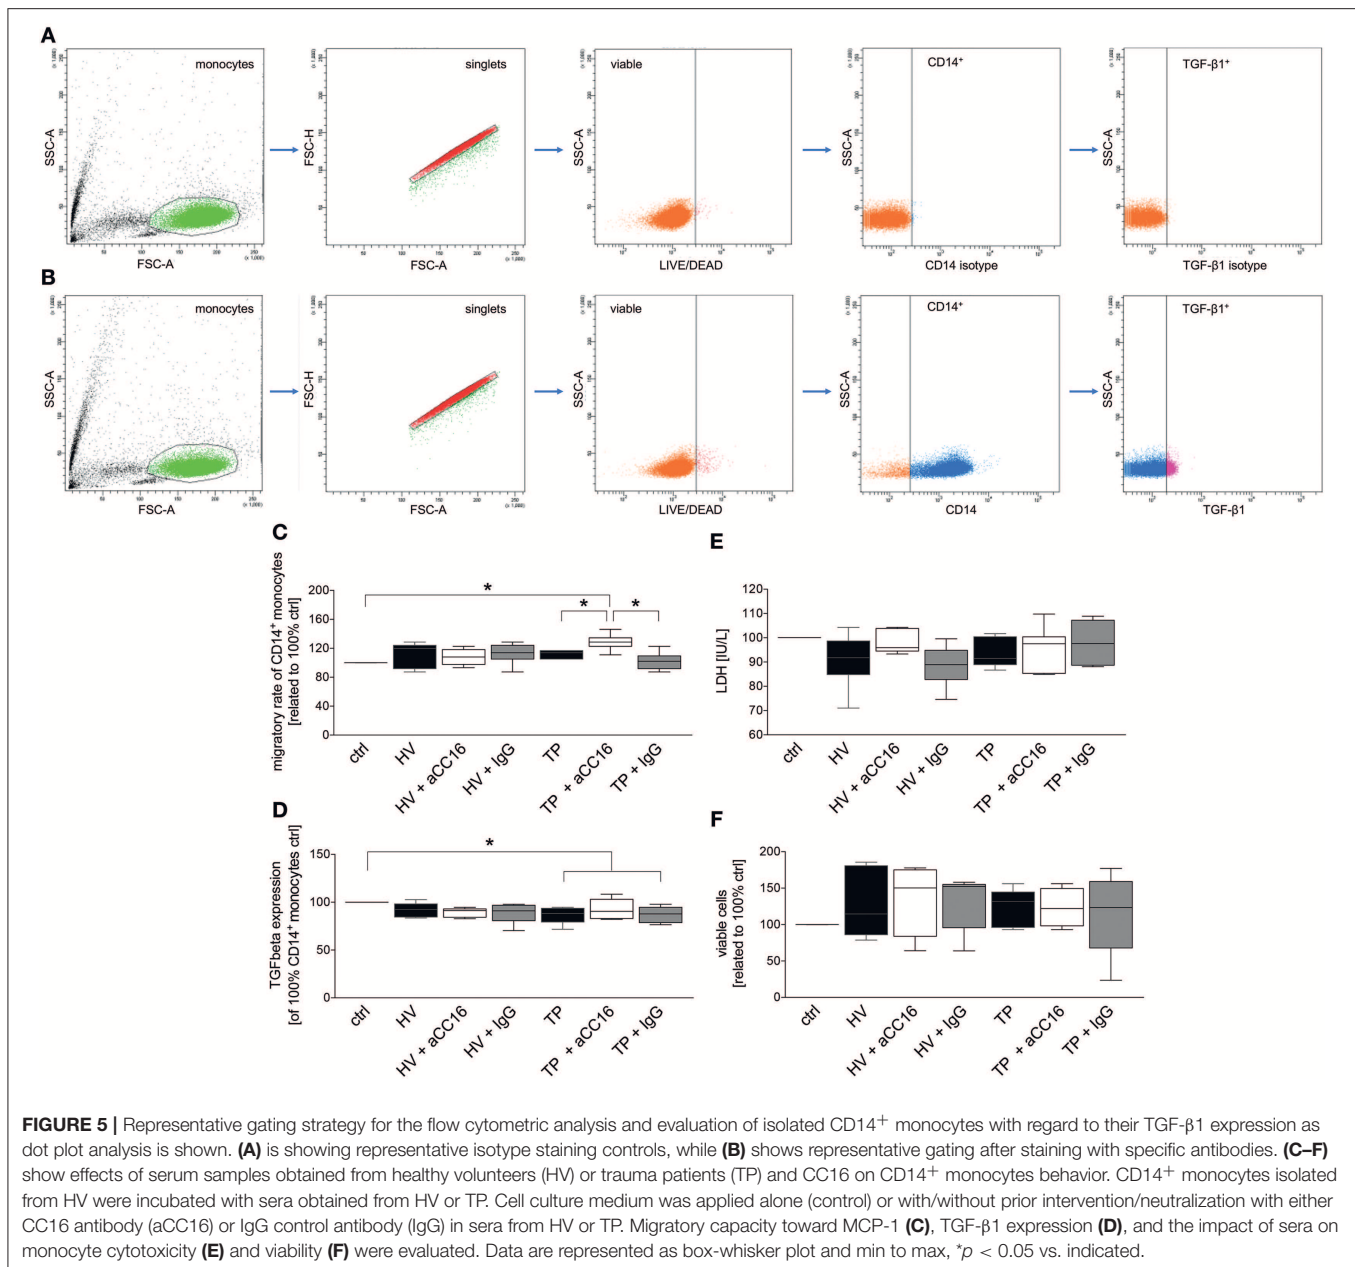 A
monocytes
singlets
viable
CD14⁺
TGF-β1⁺
SSC-A
FSC-H
SSC-A
SSC-A
SSC-A
FSC-A
FSC-A
LIVE/DEAD
CD14 isotype
TGF-β1 isotype
B
monocytes
singlets
viable
CD14⁺
TGF-β1⁺
SSC-A
FSC-H
SSC-A
SSC-A
SSC-A
FSC-A
FSC-A
LIVE/DEAD
CD14
TGF-β1
C
migratory rate of CD14⁺ monocytes
[related to 100% ctrl]
200
160
120
80
40
0
* * *
ctrl
HV
HV + aCC16
HV + IgG
TP
TP + aCC16
TP + IgG
E
LDH [IU/L]
120
110
100
90
80
70
60
ctrl
HV
HV + aCC16
HV + IgG
TP
TP + aCC16
TP + IgG
D
TGFbeta expression
[of 100% CD14⁺ monocytes ctrl]
150
100
50
0
*
ctrl
HV
HV + aCC16
HV + IgG
TP
TP + aCC16
TP + IgG
F
viable cells
[related to 100% ctrl]
200
150
100
50
0
ctrl
HV
HV + aCC16
HV + IgG
TP
TP + aCC16
TP + IgG
FIGURE 5 | Representative gating strategy for the flow cytometric analysis and evaluation of isolated CD14⁺ monocytes with regard to their TGF-β1 expression as
dot plot analysis is shown. (A) is showing representative isotype staining controls, while (B) shows representative gating after staining with specific antibodies. (C–F)
show effects of serum samples obtained from healthy volunteers (HV) or trauma patients (TP) and CC16 on CD14⁺ monocytes behavior. CD14⁺ monocytes isolated
from HV were incubated with sera obtained from HV or TP. Cell culture medium was applied alone (control) or with/without prior intervention/neutralization with either
CC16 antibody (aCC16) or IgG control antibody (IgG) in sera from HV or TP. Migratory capacity toward MCP-1 (C), TGF-β1 expression (D), and the impact of sera on
monocyte cytotoxicity (E) and viability (F) were evaluated. Data are represented as box-whisker plot and min to max, *p < 0.05 vs. indicated.